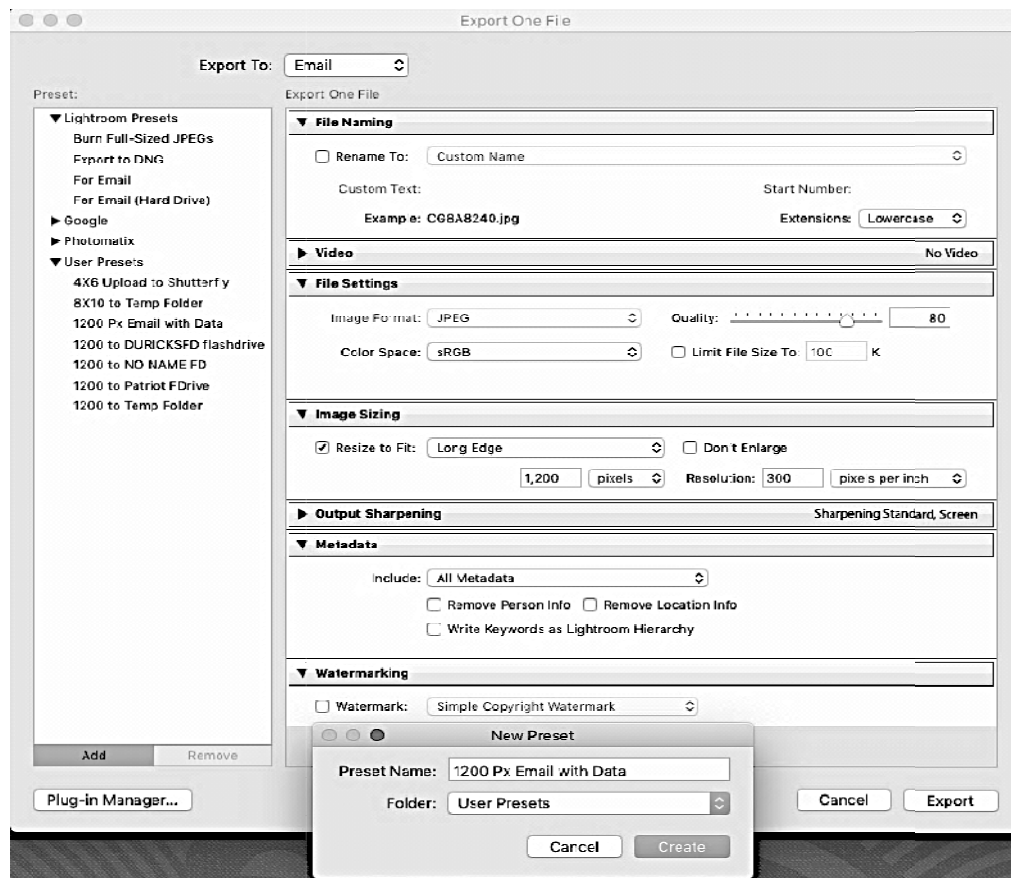 Export One File
Export To: Email
Preset:
Export One File
Lightroom Presets
Burn Full-Sized JPEGs
Export to DNG
For Email
For Email (Hard Drive)
Google
Photomatix
User Presets
4X6 Upload to Shutterfly
8X10 to Temp Folder
1200 Px Email with Data
1200 to DURICKSFD flashdrive
1200 to NO NAME FD
1200 to Patriot FDrive
1200 to Temp Folder
Add Remove
File Naming
Rename To: Custom Name
Custom Text: Start Number:
Example: CG8A8240.jpg Extensions: Lowercase
Video No Video
File Settings
Image Format: JPEG Quality: 80
Color Space: sRGB Limit File Size To: 100 K
Image Sizing
Resize to Fit: Long Edge Don't Enlarge
1,200 pixels Resolution: 300 pixels per inch
Output Sharpening Sharpening Standard, Screen
Metadata
Include: All Metadata
Remove Person Info Remove Location Info
Write Keywords as Lightroom Hierarchy
Watermarking
Watermark: Simple Copyright Watermark
New Preset
Preset Name: 1200 Px Email with Data
Folder: User Presets
Cancel Create
Plug-in Manager... Cancel Export